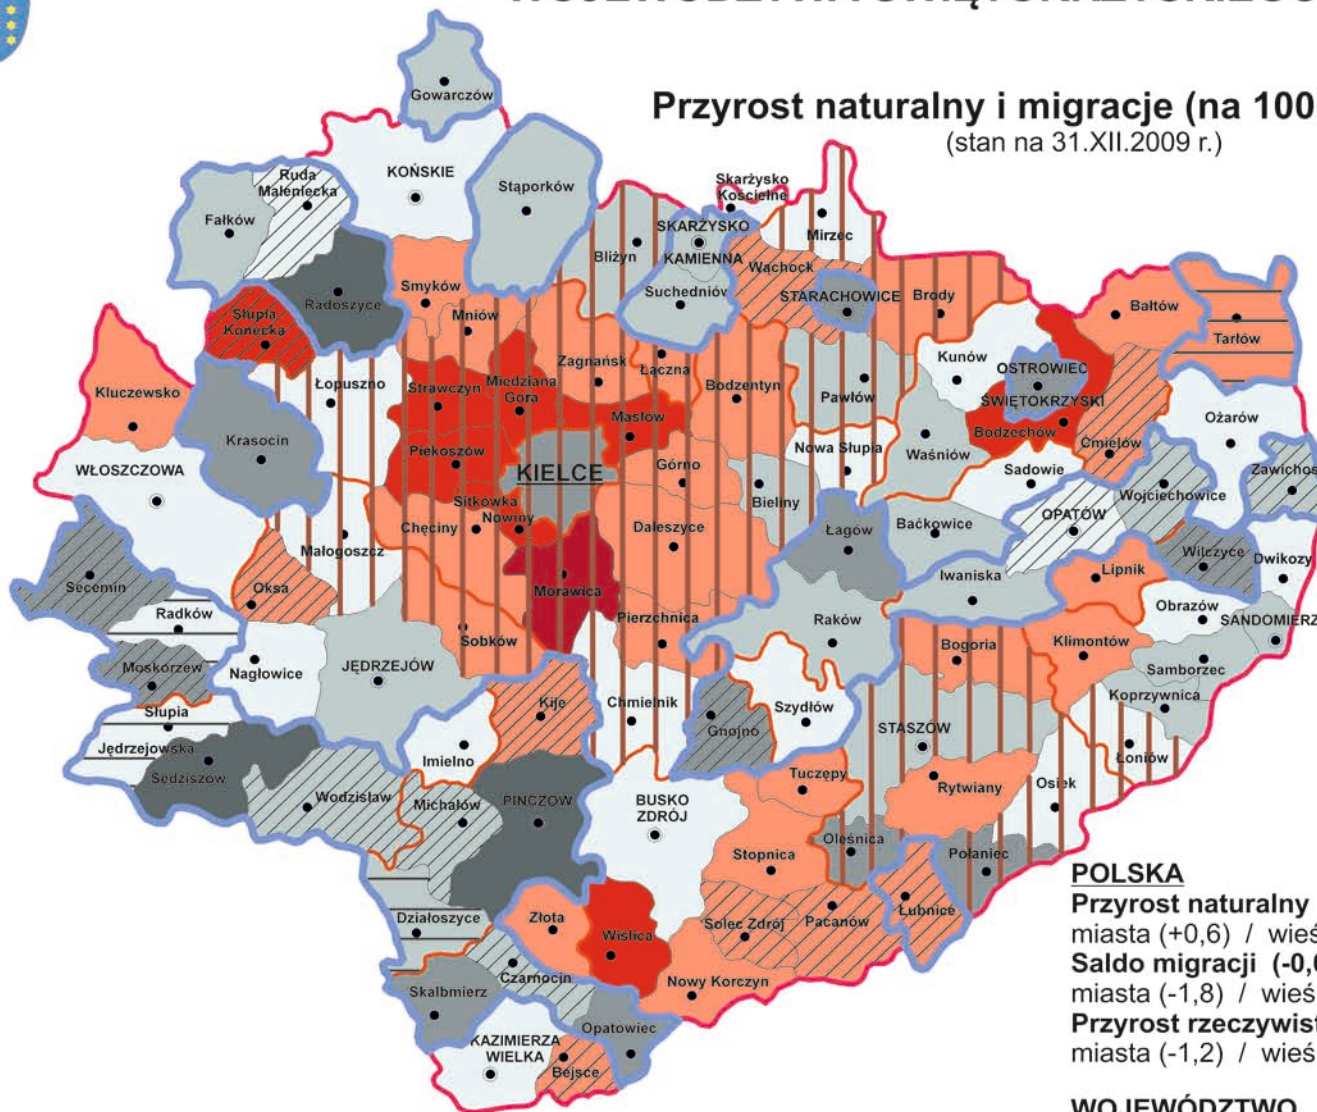 Przyrost naturalny i migracje (na 100
(stan na 31.XII.2009 r.)
Gowarczów
KOŃSKIE
Ruda
Maleniecka
Stąporków
Fałków
Skarżysko
Kościelne
SKARŻYSKO
KAMIENNA
Mirzec
Bliżyn
Wąchock
Suchedniów
STARACHOWICE
Brody
Radoszyce
Smyków
Mniów
Słupia
Konecka
Bałtów
Tarłów
Kunów
OSTROWIEC
ŚWIĘTOKRZYSKI
Bodzechów
Ćmielów
Ożarów
Zagnańsk
Łączna
Bodzentyn
Pawłów
Kluczewsko
Łopuszno
Strawczyn
Miedziana
Góra
Masłów
Krasocin
Piekoszów
KIELCE
Górno
Nowa Słupia
Waśniów
Sadowie
WŁOSZCZOWA
Sitkówka
Nowiny
Chęciny
Daleszyce
Bieliny
Łagów
Baćkowice
OPATÓW
Wojciechowice
Zawichos
Małogoszcz
Wilczyce
Dwikozy
Secemin
Oksa
Morawica
Iwaniska
Lipnik
Radków
Sobków
Pierzchnica
Raków
Obrazów
SANDOMIERZ
Moskorzew
Nagłowice
JĘDRZEJÓW
Bogoria
Klimontów
Samborzec
Koprzywnica
Słupia
Jędrzejowska
Kije
Chmielnik
Gnojno
Szydłów
STASZÓW
Łoniów
Imielno
Sędziszów
Wodzisław
Michałów
PINCZÓW
BUSKO
ZDRÓJ
Tuczępy
Rytwiany
Osiek
Oleśnica
Połaniec
Stopnica
Działoszyce
Złota
Wiślica
Solec Zdrój
Pacanów
Łubnice
Czarnocin
Skalbmierz
Nowy Korczyn
Opatowiec
KAZIMIERZA
WIELKA
Bejsce
POLSKA
Przyrost naturalny
miasta (+0,6) / wieś
Saldo migracji (-0,0
miasta (-1,8) / wieś
Przyrost rzeczywist
miasta (-1,2) / wieś
WOJEWÓDZTWO